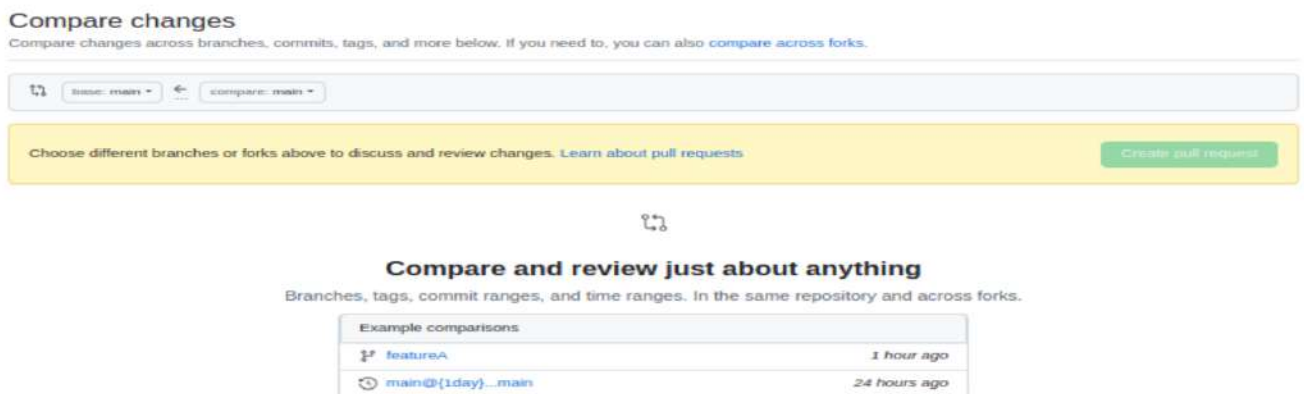 Compare changes
Compare changes across branches, commits, tags, and more below. If you need to, you can also compare across forks.
base: main ← compare: main
Choose different branches or forks above to discuss and review changes. Learn about pull requests Create pull request
Compare and review just about anything
Branches, tags, commit ranges, and time ranges. In the same repository and across forks.
Example comparisons
featureA 1 hour ago
main@{1day}...main 24 hours ago